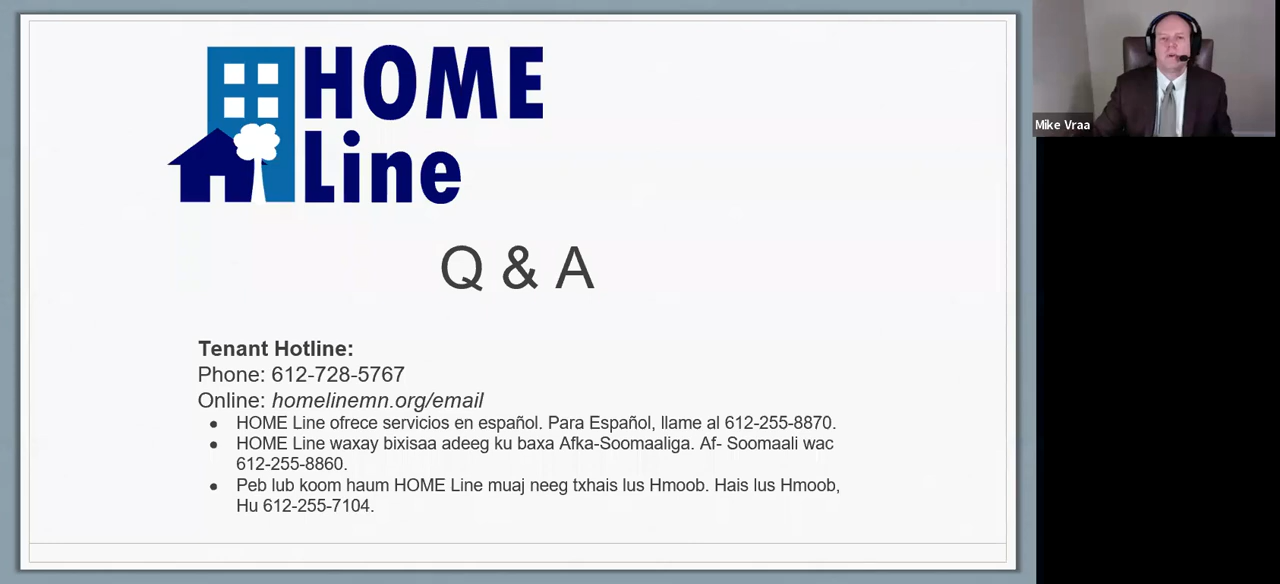 HOME
Line
Mike Vraa
Q & A
Tenant Hotline:
Phone: 612-728-5767
Online: homelinemn.org/email
• HOME Line ofrece servicios en español. Para Español, llame al 612-255-8870.
• HOME Line waxay bixisaa adeeg ku baxa Afka-Soomaaliga. Af- Soomaali wac
612-255-8860.
• Peb lub koom haum HOME Line muaj neeg txhais lus Hmoob. Hais lus Hmoob,
Hu 612-255-7104.